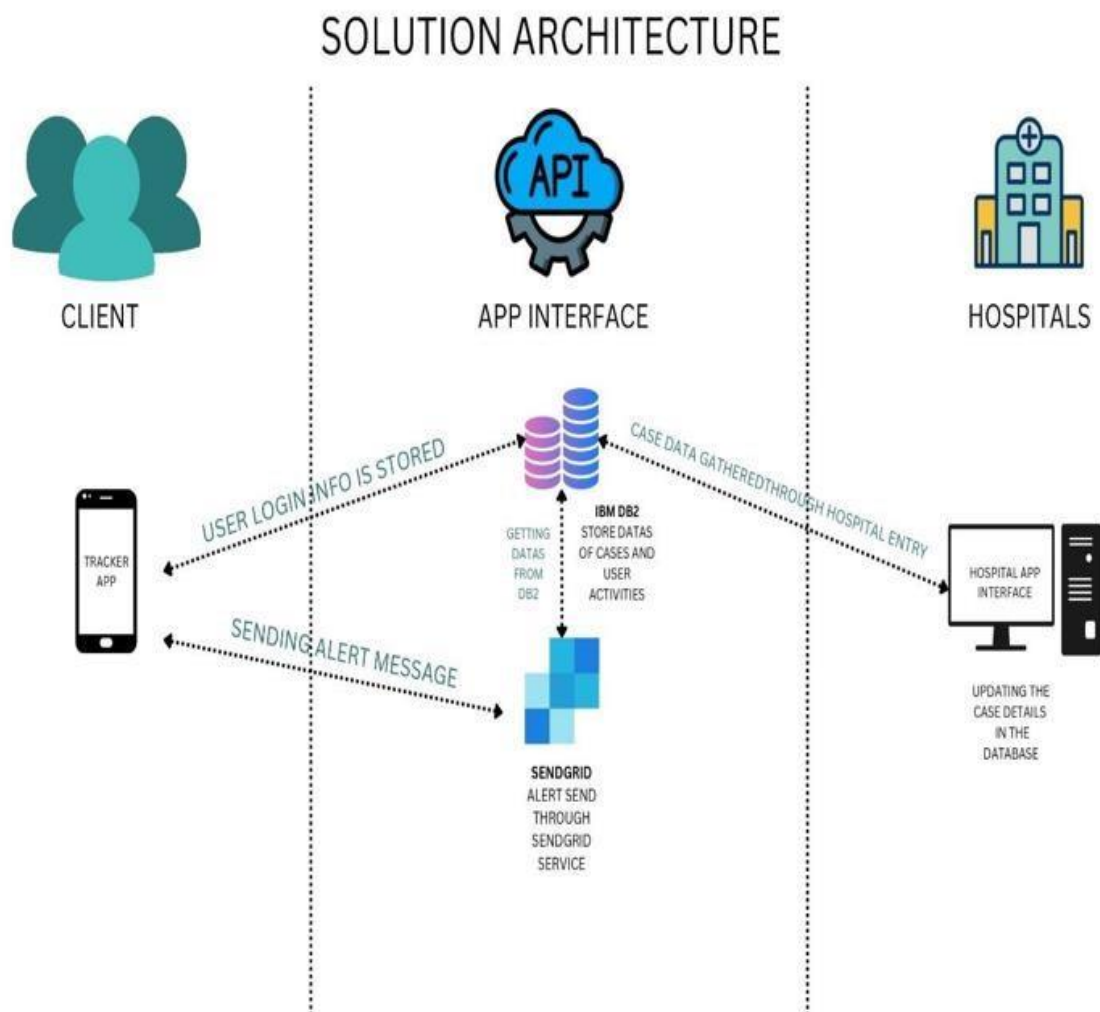 SOLUTION ARCHITECTURE
API
CLIENT
APP INTERFACE
HOSPITALS
USER LOGIN INFO IS STORED
CASE DATA GATHEREDTHROUGH HOSPITAL ENTRY
TRACKER
APP
GETTING
DATAS
FROM
DB2
IBM DB2
STORE DATAS
OF CASES AND
USER
ACTIVITIES
HOSPITAL APP
INTERFACE
SENDING ALERT MESSAGE
UPDATING THE
CASE DETAILS
IN THE
DATABASE
SENDGRID
ALERT SEND
THROUGH
SENDGRID
SERVICE